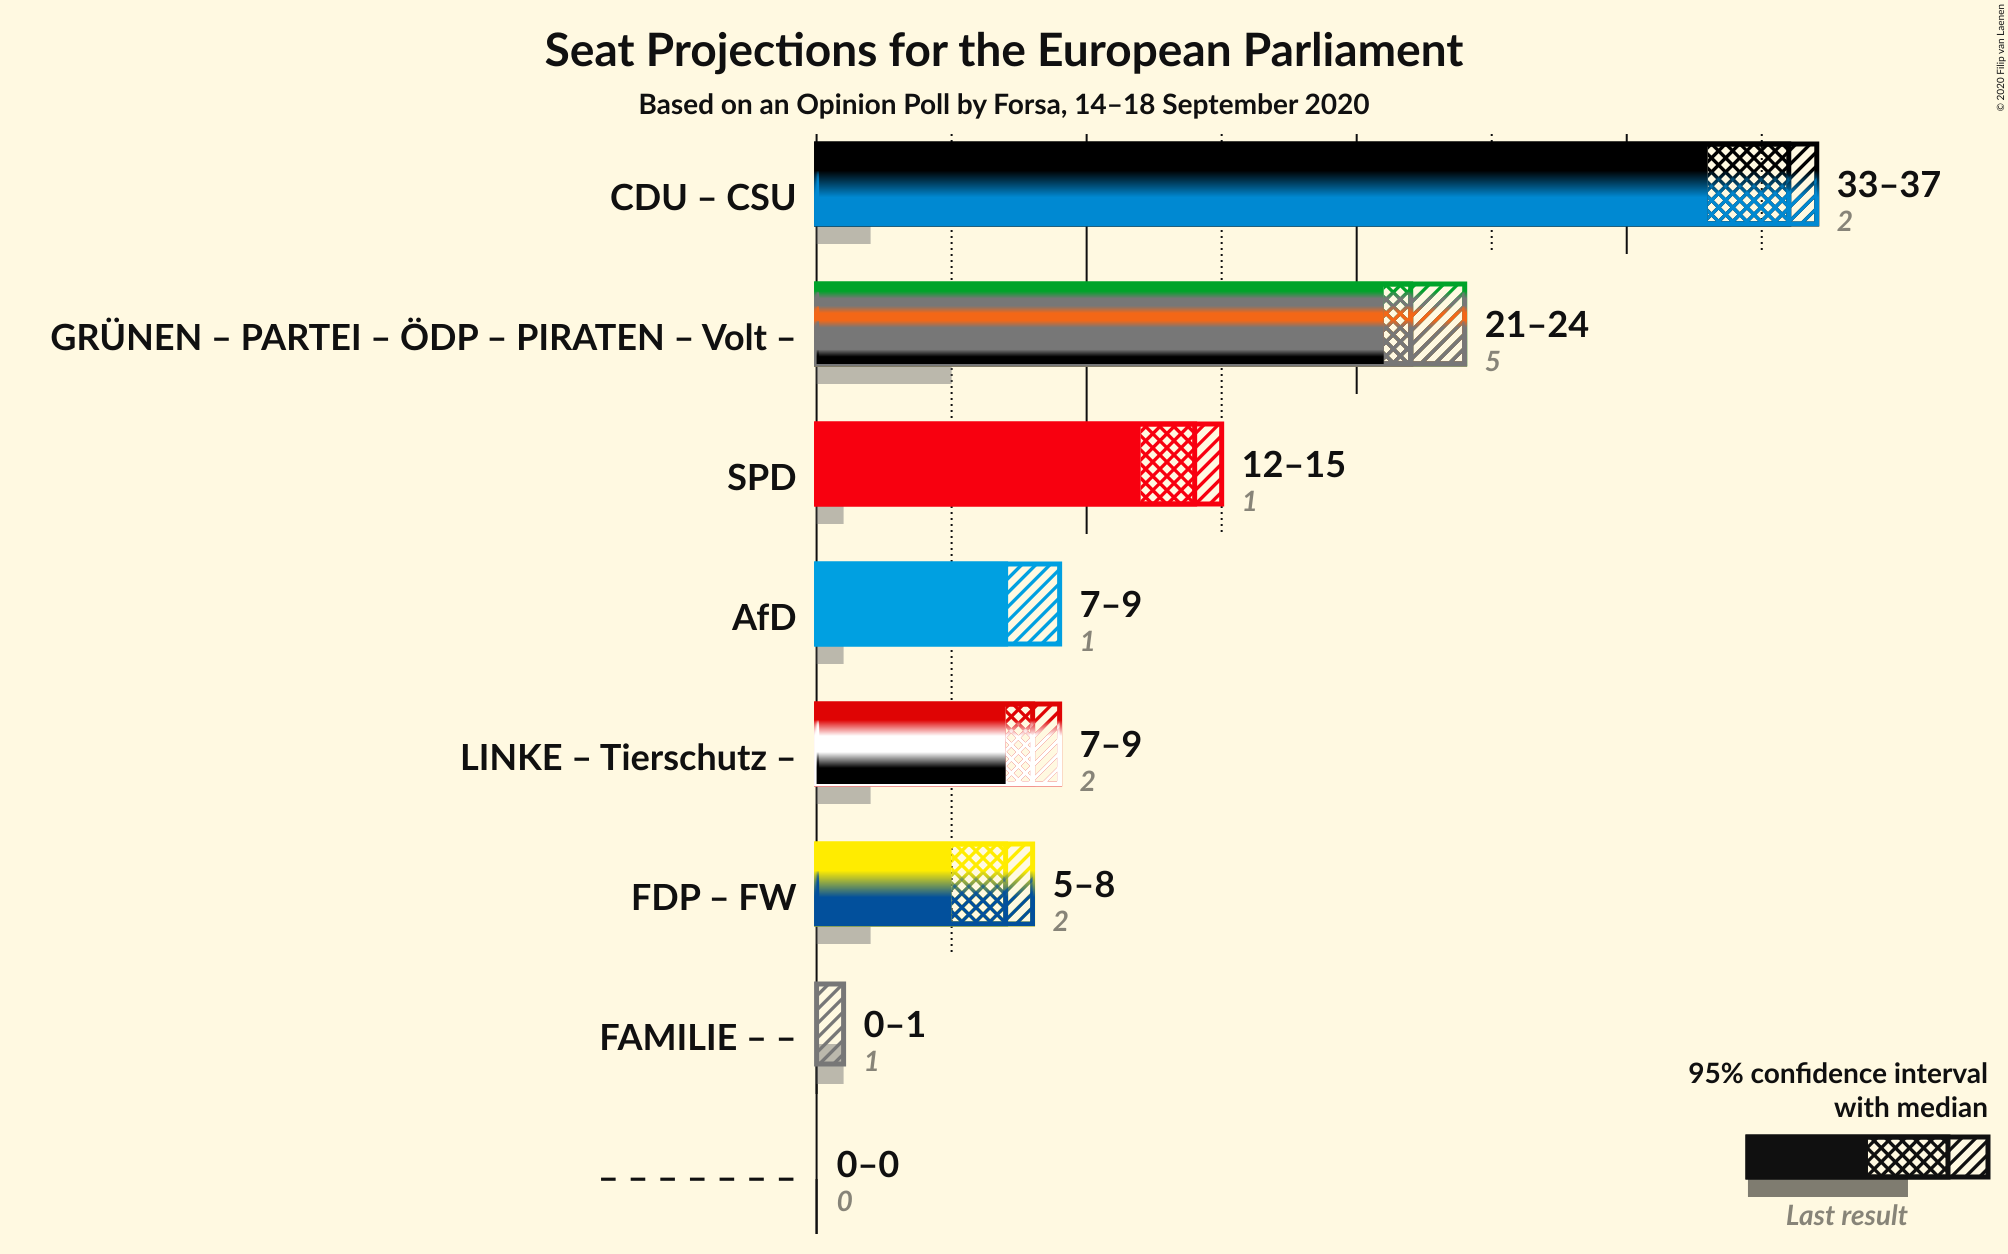 Seat Projections for the European Parliament
Based on an Opinion Poll by Forsa, 14–18 September 2020
© 2020 Filip van Laenen
CDU – CSU
33–37
2
GRÜNEN – PARTEI – ÖDP – PIRATEN – Volt –
21–24
5
SPD
12–15
1
AfD
7–9
1
LINKE – Tierschutz –
7–9
2
FDP – FW
5–8
2
FAMILIE – –
0–1
1
– – – – – – –
0–0
0
95% confidence interval
with median
Last result